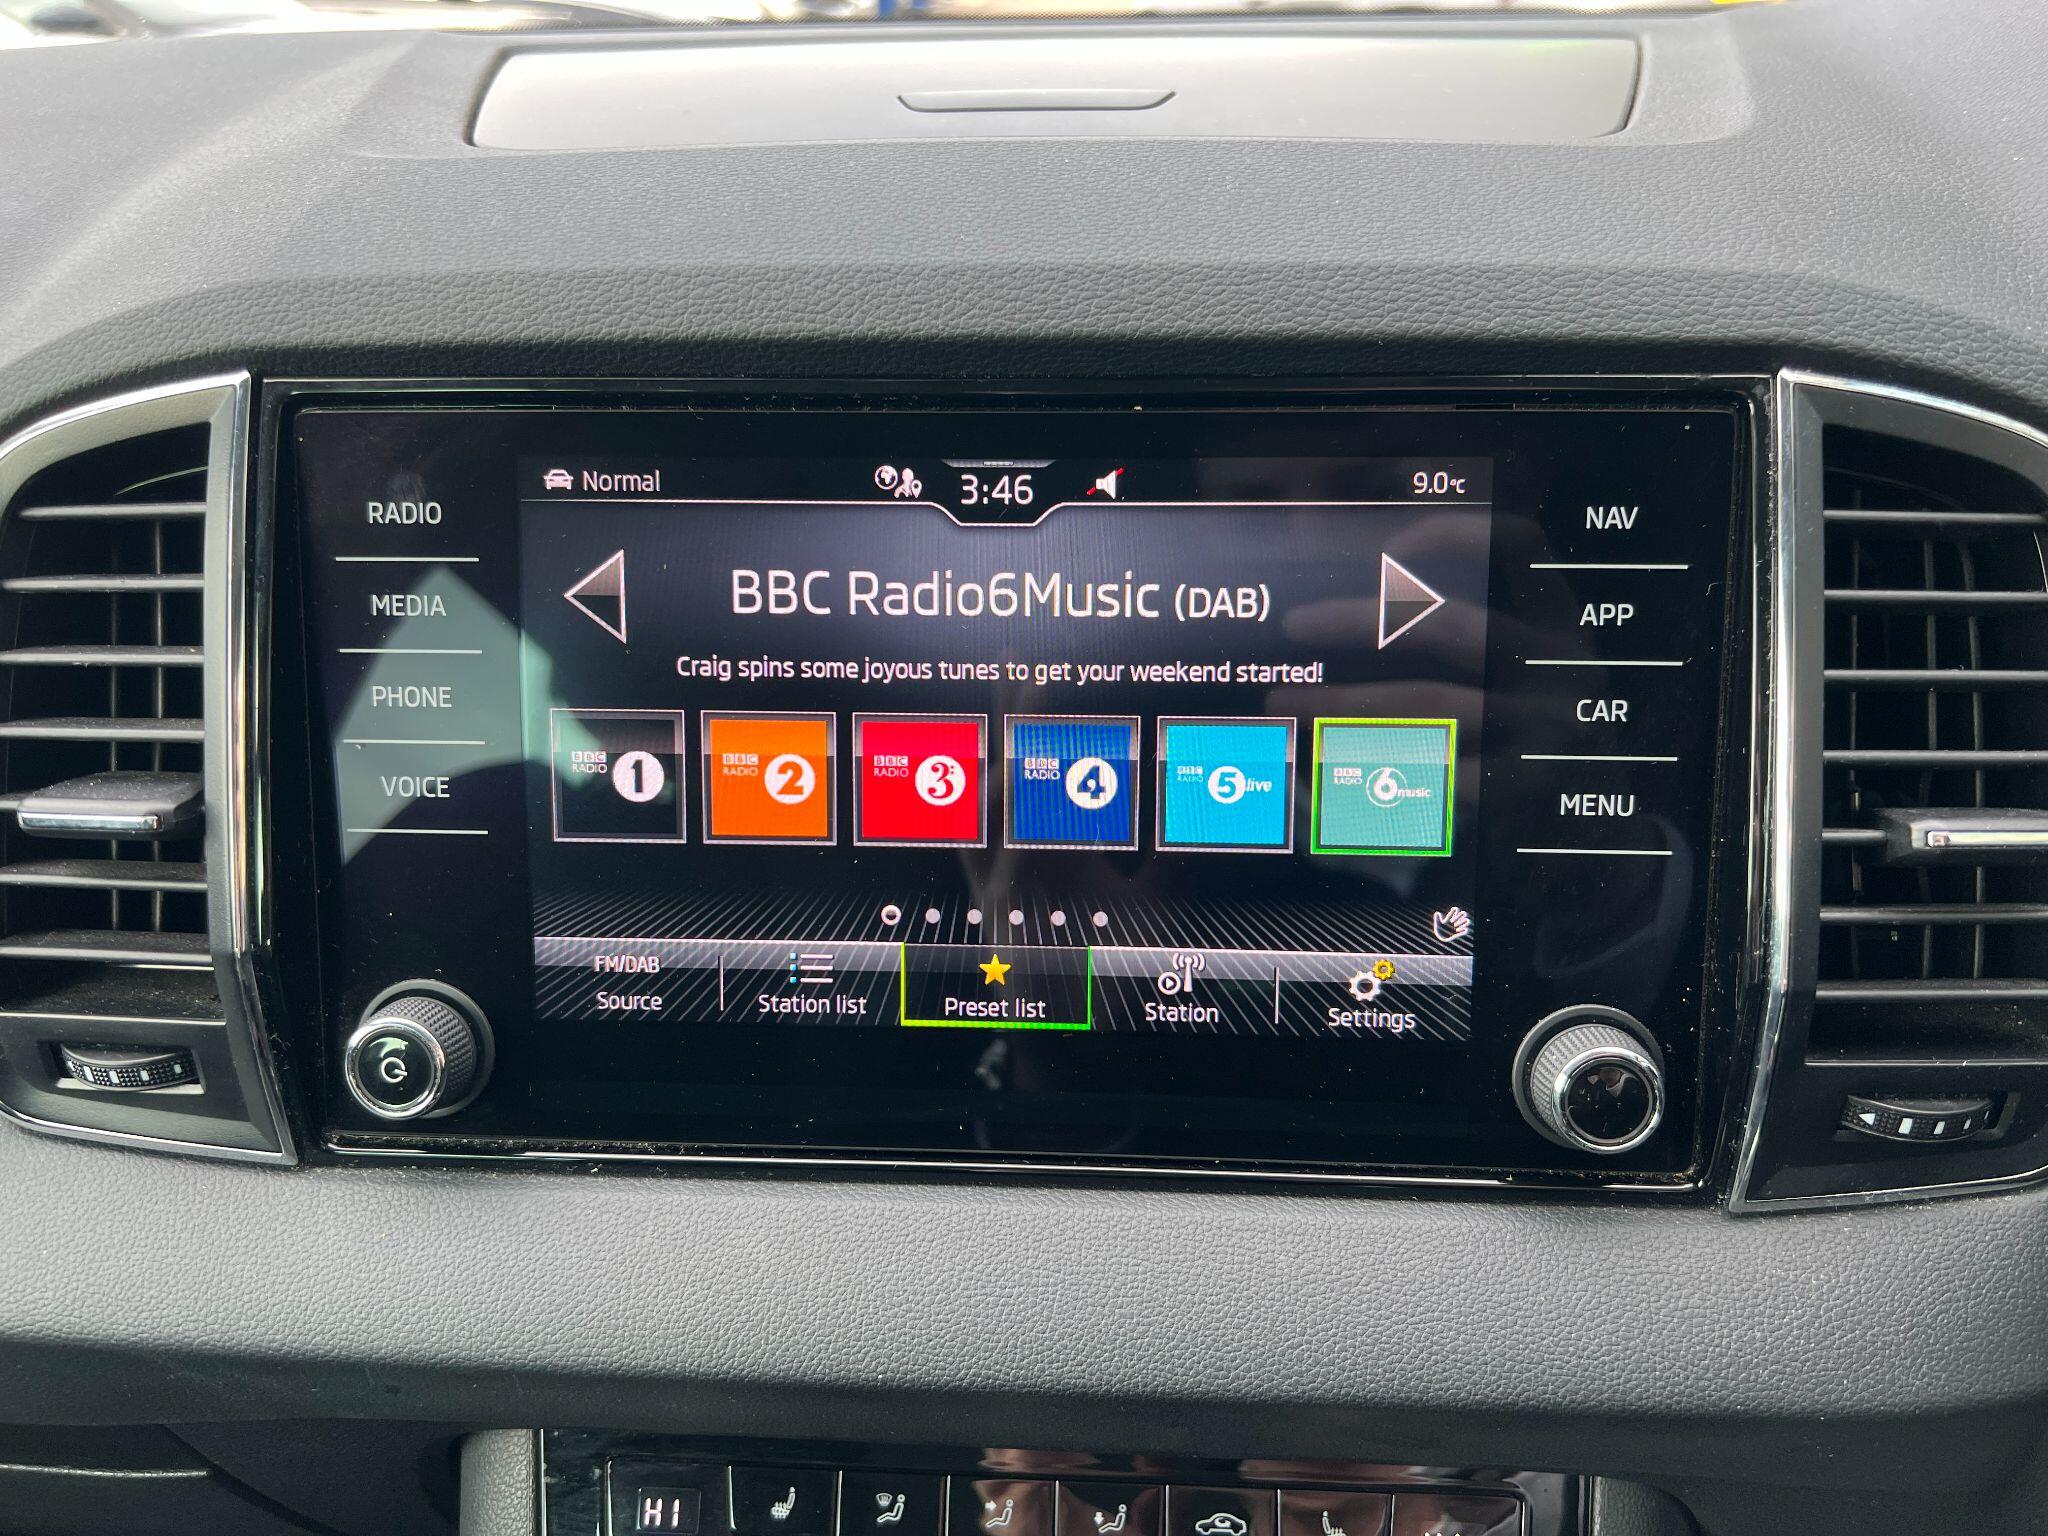 Normal
3:46
9.0°C
RADIO
MEDIA
PHONE
VOICE
NAV
APP
CAR
MENU
BBC Radio6Music (DAB)
Craig spins some joyous tunes to get your weekend started!
BBC
RADIO 1
BBC
RADIO 2
BBC
RADIO 3
BBC
RADIO 4
BBC
RADIO 5 live
BBC
RADIO 6 music
FM/DAB
Source
Station list
Preset list
Station
Settings
HI